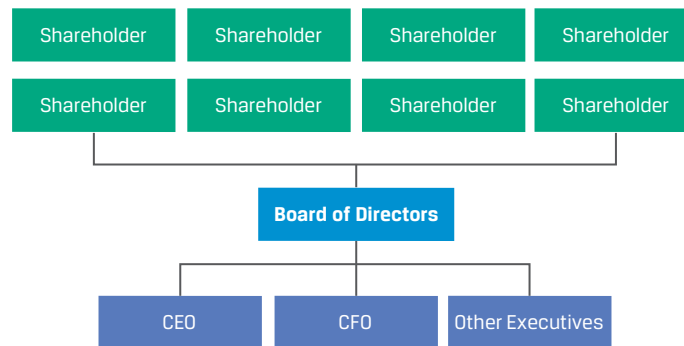 Shareholder
Shareholder
Shareholder
Shareholder
Shareholder
Shareholder
Shareholder
Shareholder
Board of Directors
CEO
CFO
Other Executives